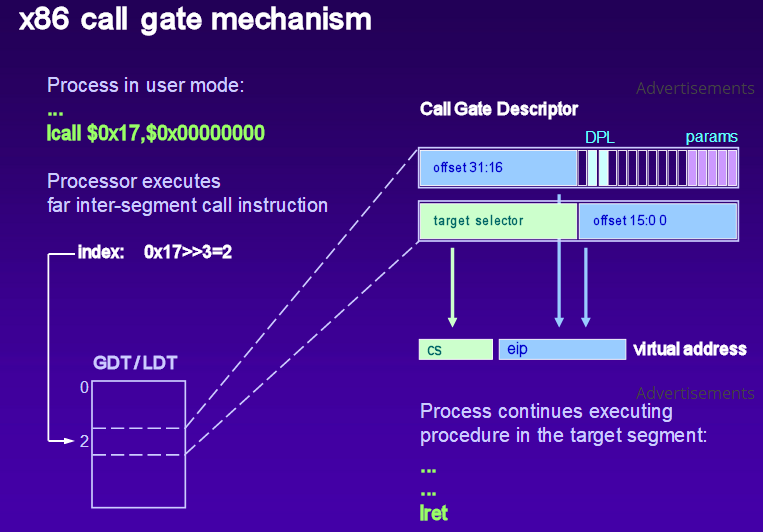 x86 call gate mechanism
Process in user mode:
...
lcall $0x17,$0x00000000
Processor executes
far inter-segment call instruction
index: 0x17>>3=2
GDT/LDT
0
2
Advertisements
Call Gate Descriptor
DPL params
offset 31:16
target selector offset 15:0 0
cs eip virtual address
Advertisements
Process continues executing
procedure in the target segment:
...
...
lret